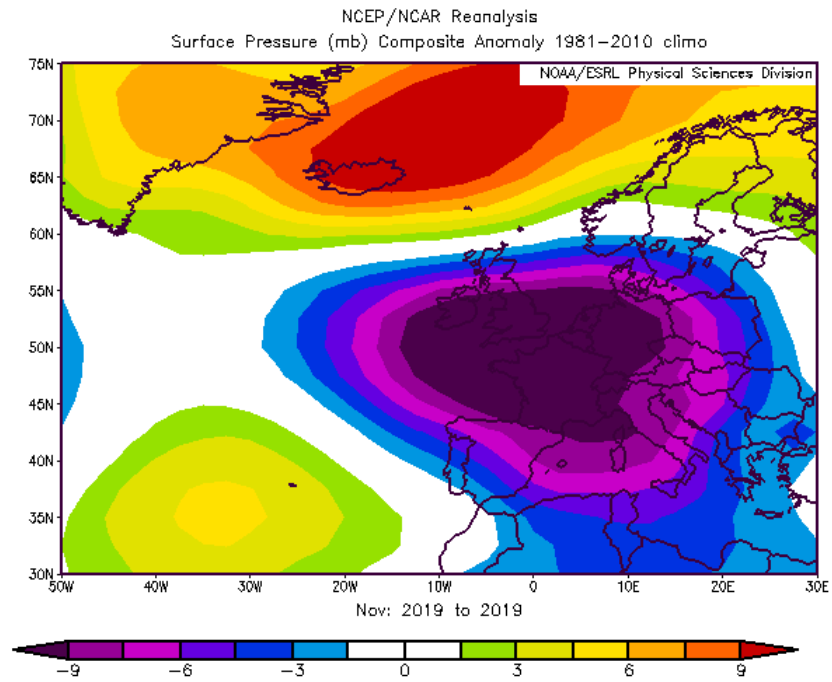 NCEP/NCAR Reanalysis
Surface Pressure (mb) Composite Anomaly 1981-2010 climo
NOAA/ESRL Physical Sciences Division
75N
70N
65N
60N
55N
50N
45N
40N
35N
30N
50W 40W 30W 20W 10W 0 10E 20E 30E
Nov: 2019 to 2019
-9 -6 -3 0 3 6 9